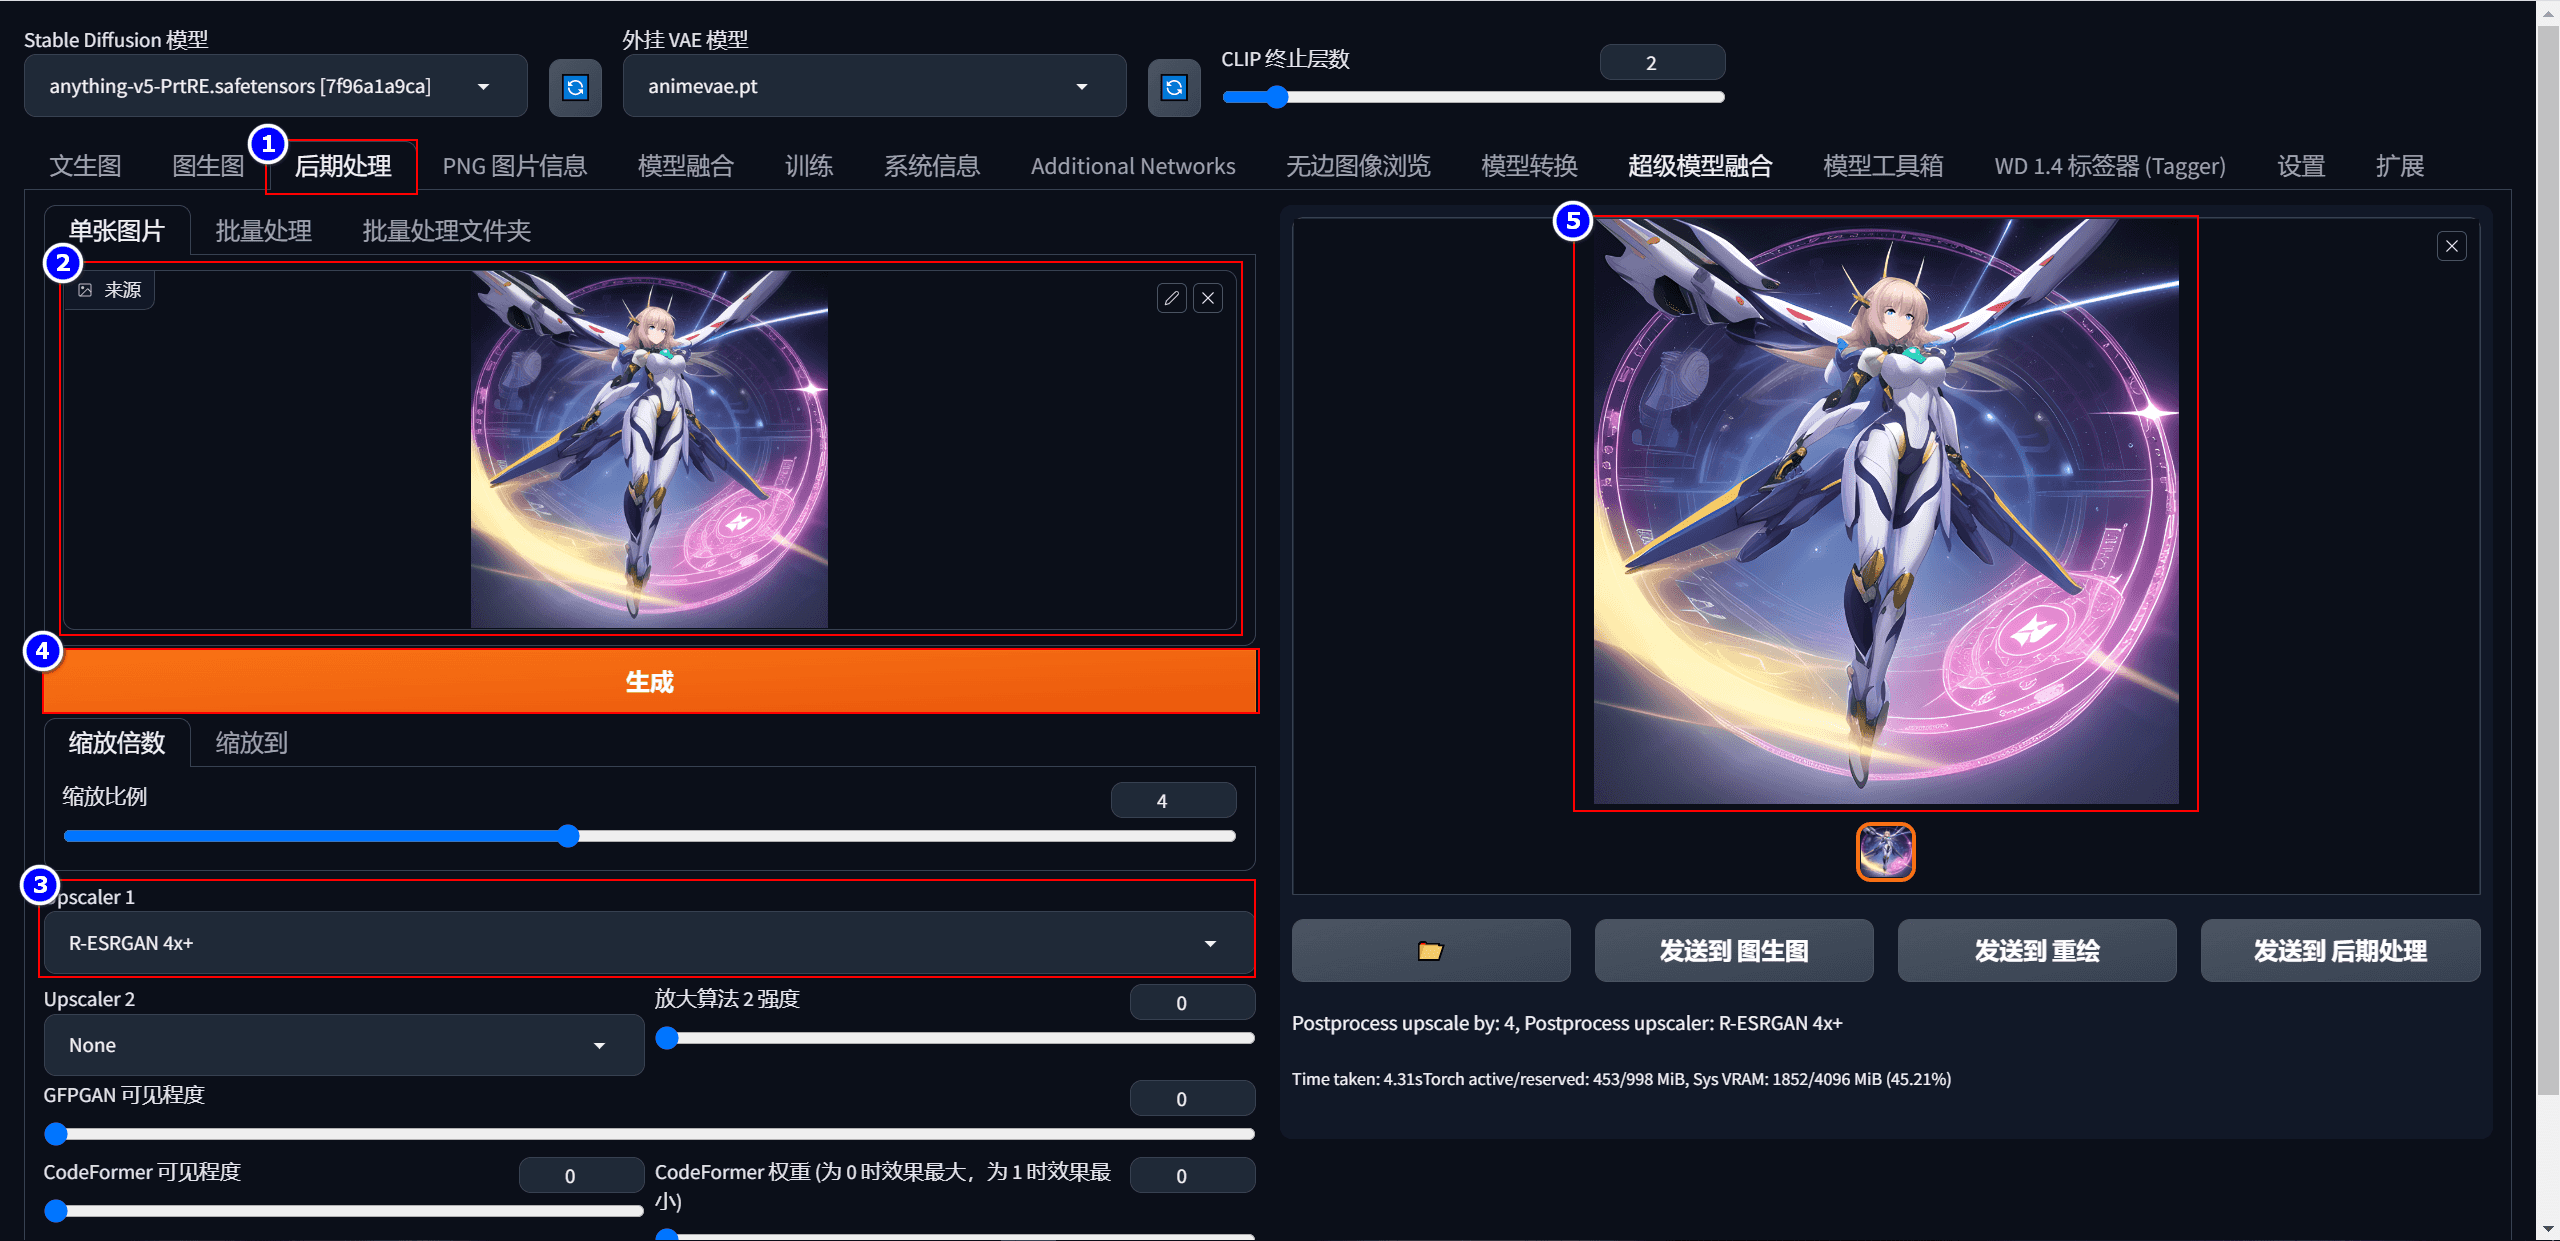 Stable Diffusion 模型
anything-v5-PrtRE.safetensors [7f96a1a9ca]
外挂 VAE 模型
animevae.pt
CLIP 终止层数
2
1
文生图
图生图
后期处理
PNG 图片信息
模型融合
训练
系统信息
Additional Networks
无边图像浏览
模型转换
超级模型融合
模型工具箱
WD 1.4 标签器 (Tagger)
设置
扩展
单张图片
批量处理
批量处理文件夹
2
来源
4
生成
缩放倍数
缩放到
缩放比例
4
3
pscaler 1
R-ESRGAN 4x+
Upscaler 2
None
放大算法 2 强度
0
GFPGAN 可见程度
0
CodeFormer 可见程度
0
CodeFormer 权重 (为 0 时效果最大，为 1 时效果最
小)
0
5
发送到 图生图
发送到 重绘
发送到 后期处理
Postprocess upscale by: 4, Postprocess upscaler: R-ESRGAN 4x+
Time taken: 4.31sTorch active/reserved: 453/998 MiB, Sys VRAM: 1852/4096 MiB (45.21%)